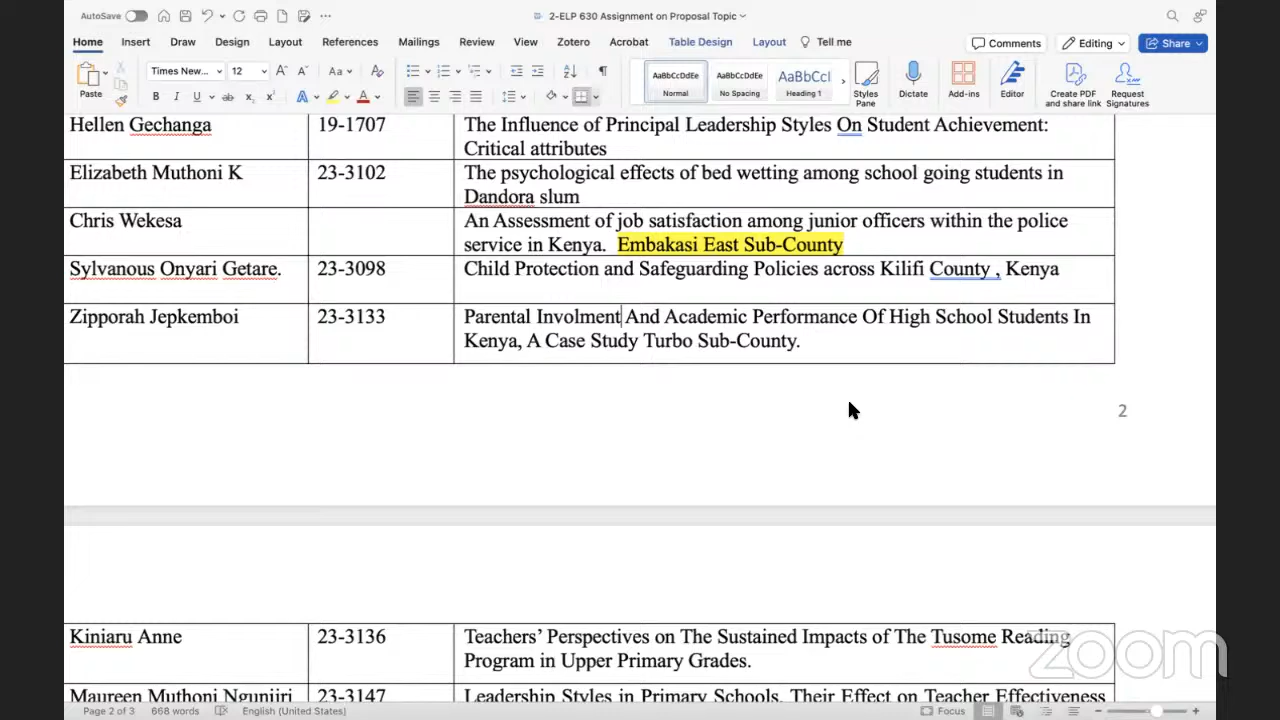 AutoSave
2-ELP 630 Assignment on Proposal Topic
Home Insert Draw Design Layout References Mailings Review View Zotero Acrobat Table Design Layout Tell me
Comments Editing Share
Paste
Times New... 12
AaBbCcDdEe AaBbCcDdEe AaBbCcI
Normal No Spacing Heading 1
Styles Pane
Dictate
Add-ins
Editor
Create PDF and share link
Request Signatures
Hellen Gechanga 19-1707 The Influence of Principal Leadership Styles On Student Achievement:
Critical attributes
Elizabeth Muthoni K 23-3102 The psychological effects of bed wetting among school going students in
Dandora slum
Chris Wekesa An Assessment of job satisfaction among junior officers within the police
service in Kenya. Embakasi East Sub-County
Sylvanous Onyari Getare. 23-3098 Child Protection and Safeguarding Policies across Kilifi County , Kenya
Zipporah Jepkemboi 23-3133 Parental Involment And Academic Performance Of High School Students In
Kenya, A Case Study Turbo Sub-County.
2
Kiniaru Anne 23-3136 Teachers’ Perspectives on The Sustained Impacts of The Tusome Reading
Program in Upper Primary Grades.
zoom
Maureen Muthoni Ngunjiri 23-3147 Leadership Styles in Primary Schools, Their Effect on Teacher Effectiveness
Page 2 of 3 668 words English (United States) Focus